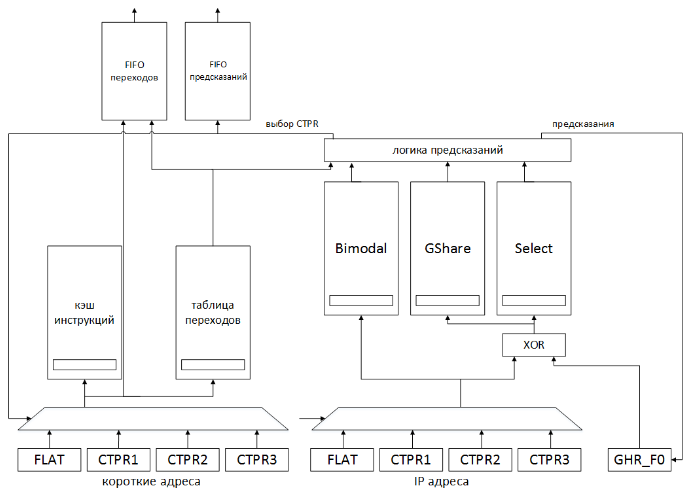 FIFO
переходов
FIFO
предсказаний
выбор CTPR
предсказания
логика предсказаний
Bimodal
GShare
Select
кэш
инструкций
таблица
переходов
XOR
FLAT
CTPR1
CTPR2
CTPR3
FLAT
CTPR1
CTPR2
CTPR3
GHR_F0
короткие адреса
IP адреса